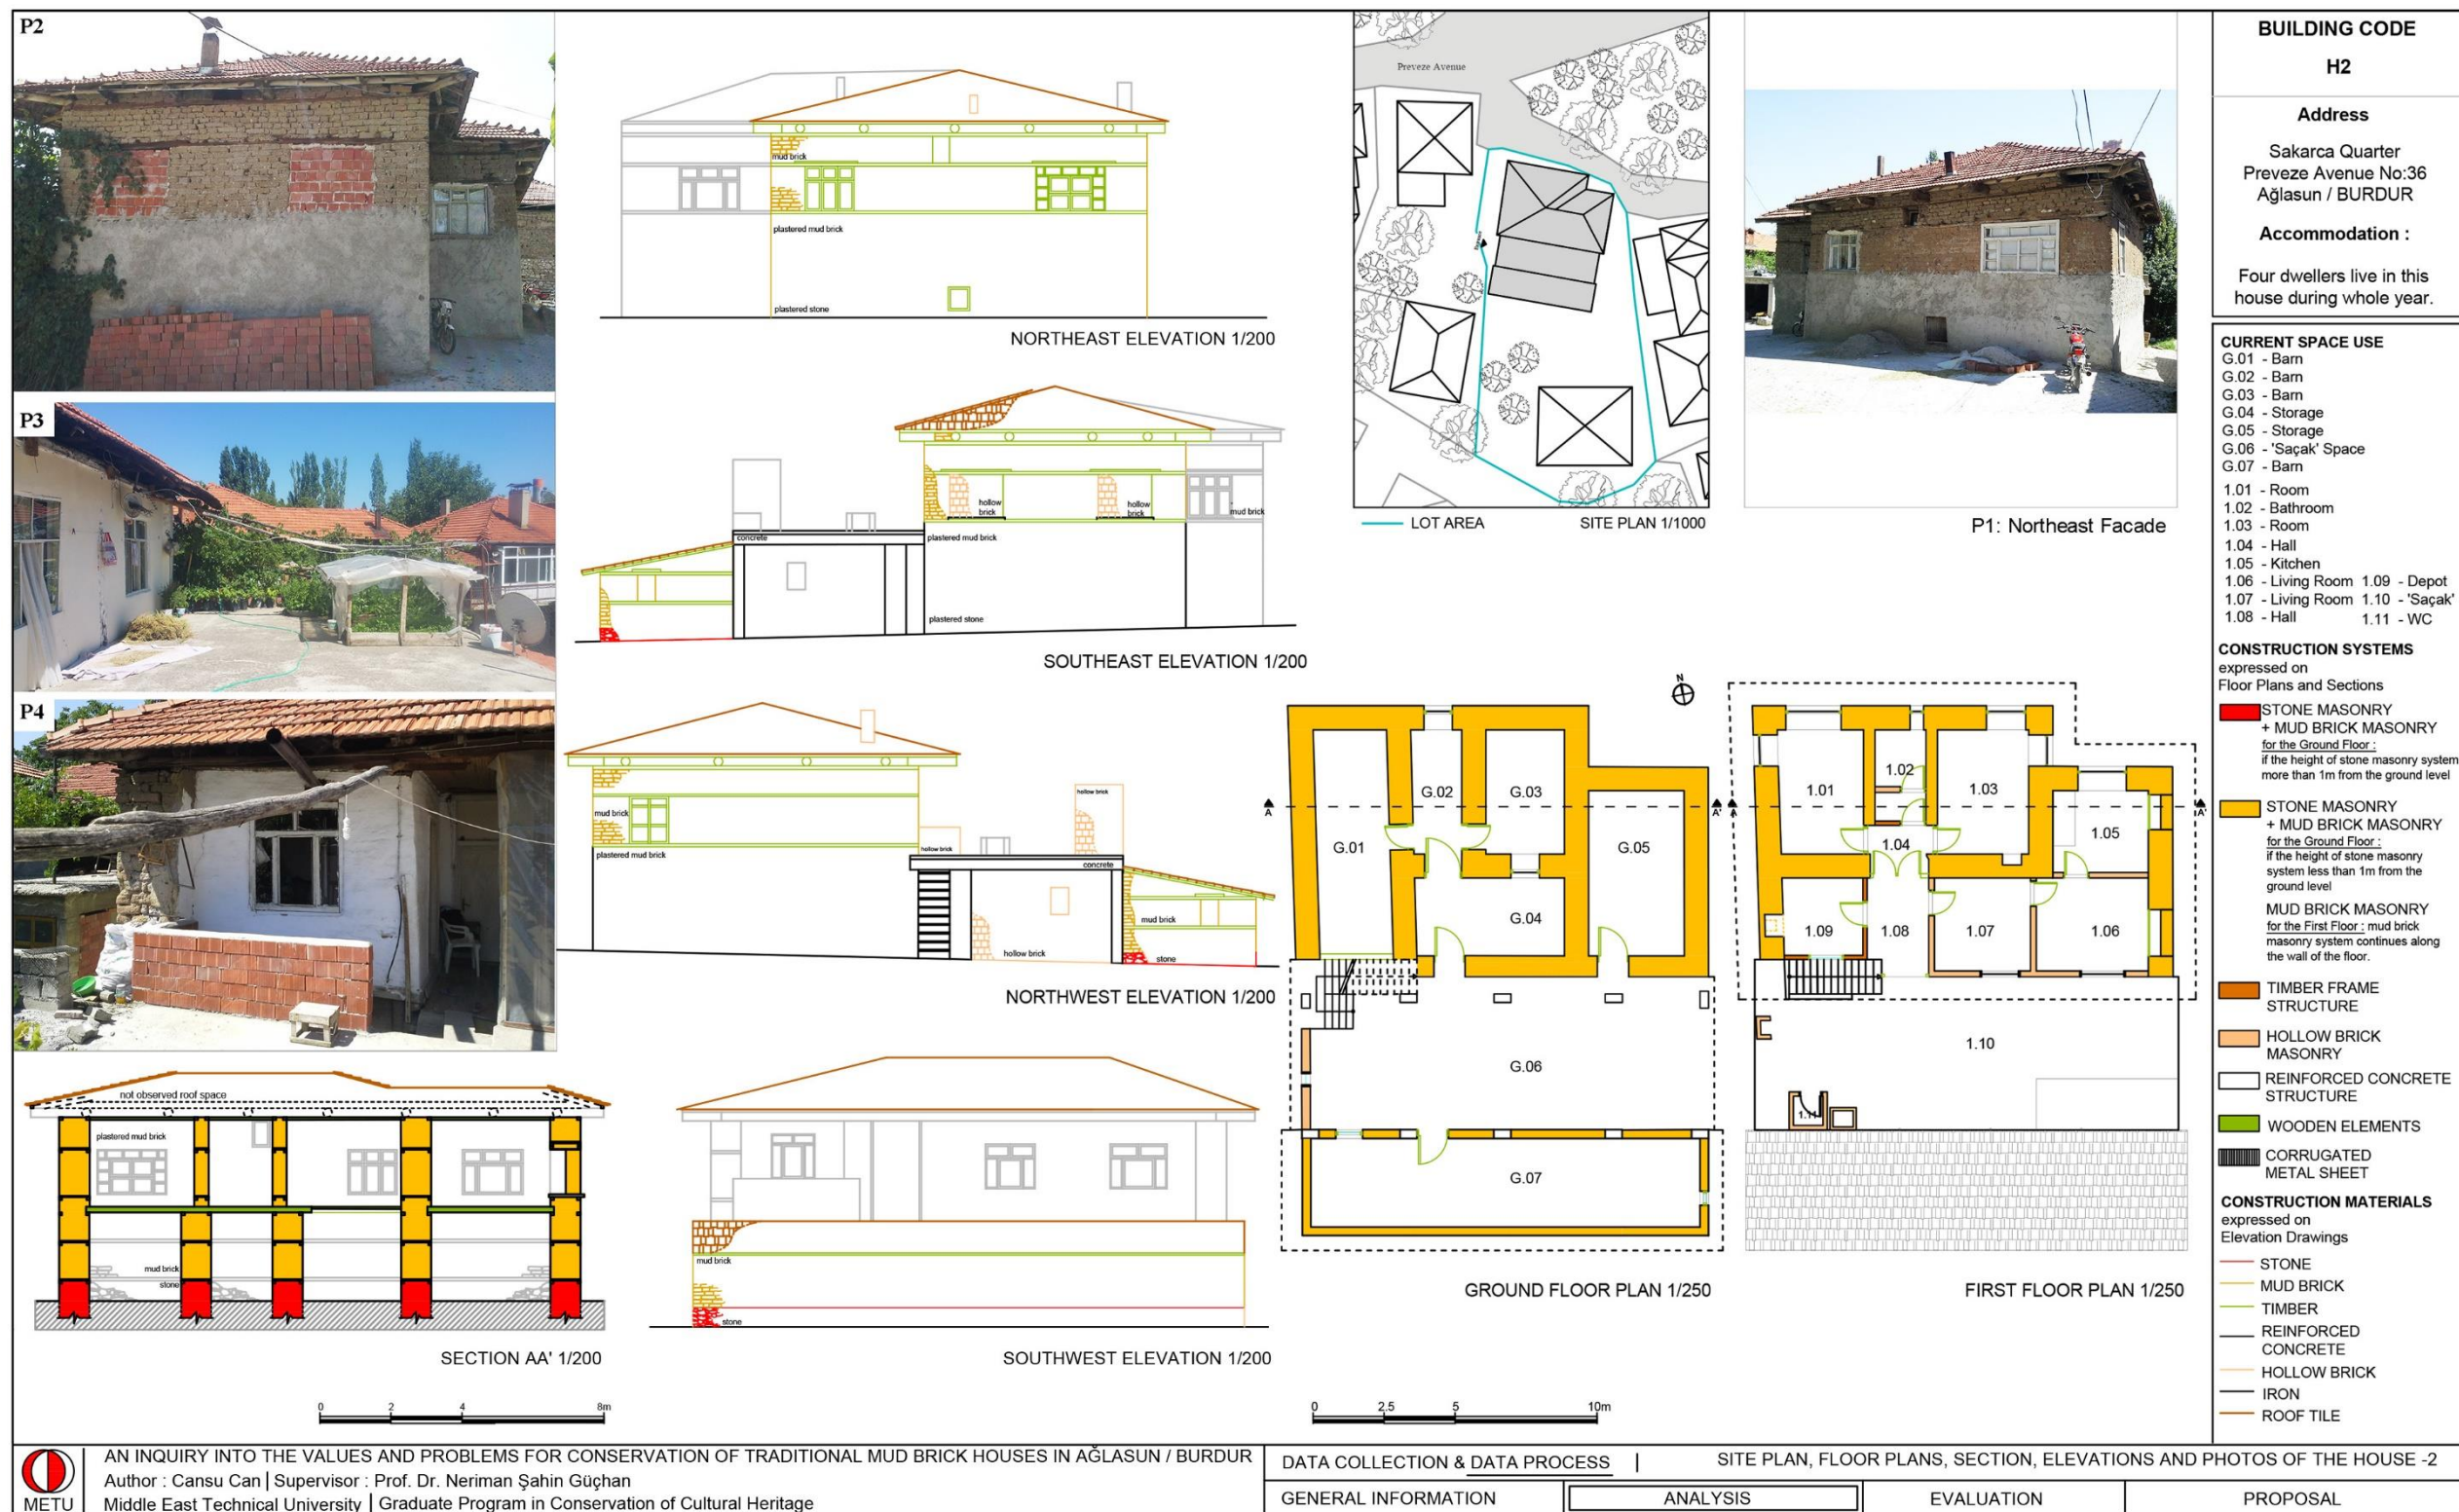 P2
P3
P4
mud brick
plastered mud brick
plastered stone
NORTHEAST ELEVATION 1/200
hollow
brick
hollow
brick
mud brick
concrete
plastered mud brick
plastered stone
SOUTHEAST ELEVATION 1/200
mud brick
plastered mud brick
hollow brick
hollow brick
concrete
mud brick
hollow brick
stone
NORTHWEST ELEVATION 1/200
mud brick
stone
SOUTHWEST ELEVATION 1/200
not observed roof space
plastered mud brick
mud brick
stone
SECTION AA' 1/200
0 2 4 8m
Preveze Avenue
LOT AREA
SITE PLAN 1/1000
P1: Northeast Facade
N
A
A'
G.01
G.02
G.03
G.04
G.05
G.06
G.07
GROUND FLOOR PLAN 1/250
A
A'
1.01
1.02
1.03
1.04
1.05
1.06
1.07
1.08
1.09
1.10
1.11
FIRST FLOOR PLAN 1/250
0 2.5 5 10m
BUILDING CODE
H2
Address
Sakarca Quarter
Preveze Avenue No:36
Ağlasun / BURDUR
Accommodation :
Four dwellers live in this
house during whole year.
CURRENT SPACE USE
G.01 - Barn
G.02 - Barn
G.03 - Barn
G.04 - Storage
G.05 - Storage
G.06 - 'Saçak' Space
G.07 - Barn
1.01 - Room
1.02 - Bathroom
1.03 - Room
1.04 - Hall
1.05 - Kitchen
1.06 - Living Room 1.09 - Depot
1.07 - Living Room 1.10 - 'Saçak'
1.08 - Hall 1.11 - WC
CONSTRUCTION SYSTEMS
expressed on
Floor Plans and Sections
STONE MASONRY
+ MUD BRICK MASONRY
for the Ground Floor :
if the height of stone masonry system
more than 1m from the ground level
STONE MASONRY
+ MUD BRICK MASONRY
for the Ground Floor :
if the height of stone masonry
system less than 1m from the
ground level
MUD BRICK MASONRY
for the First Floor : mud brick
masonry system continues along
the wall of the floor.
TIMBER FRAME
STRUCTURE
HOLLOW BRICK
MASONRY
REINFORCED CONCRETE
STRUCTURE
WOODEN ELEMENTS
CORRUGATED
METAL SHEET
CONSTRUCTION MATERIALS
expressed on
Elevation Drawings
STONE
MUD BRICK
TIMBER
REINFORCED
CONCRETE
HOLLOW BRICK
IRON
ROOF TILE
METU
AN INQUIRY INTO THE VALUES AND PROBLEMS FOR CONSERVATION OF TRADITIONAL MUD BRICK HOUSES IN AĞLASUN / BURDUR
Author : Cansu Can | Supervisor : Prof. Dr. Neriman Şahin Güçhan
Middle East Technical University | Graduate Program in Conservation of Cultural Heritage
DATA COLLECTION & DATA PROCESS | SITE PLAN, FLOOR PLANS, SECTION, ELEVATIONS AND PHOTOS OF THE HOUSE -2
GENERAL INFORMATION
ANALYSIS
EVALUATION
PROPOSAL